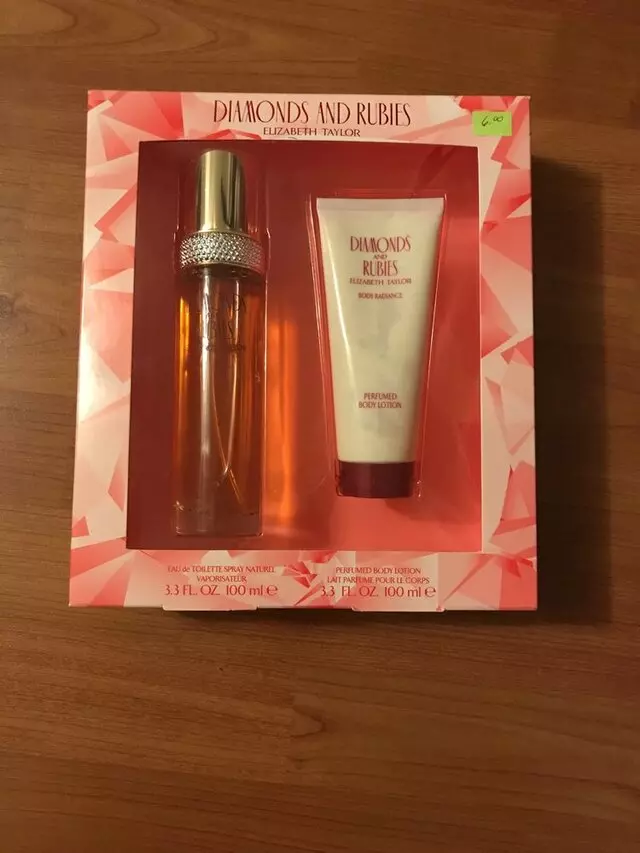 DIAMONDS AND RUBIES
ELIZABETH TAYLOR
6.00
DIAMONDS
AND
RUBIES
ELIZABETH TAYLOR
BODY RADIANCE
PERFUMED
BODY LOTION
EAU de TOILETTE SPRAY NATUREL
VAPORISATEUR
3.3 FL. OZ. 100 ml e
PERFUMED BODY LOTION
LAIT PARFUME POUR LE CORPS
3.3 FL. OZ. 100 ml e